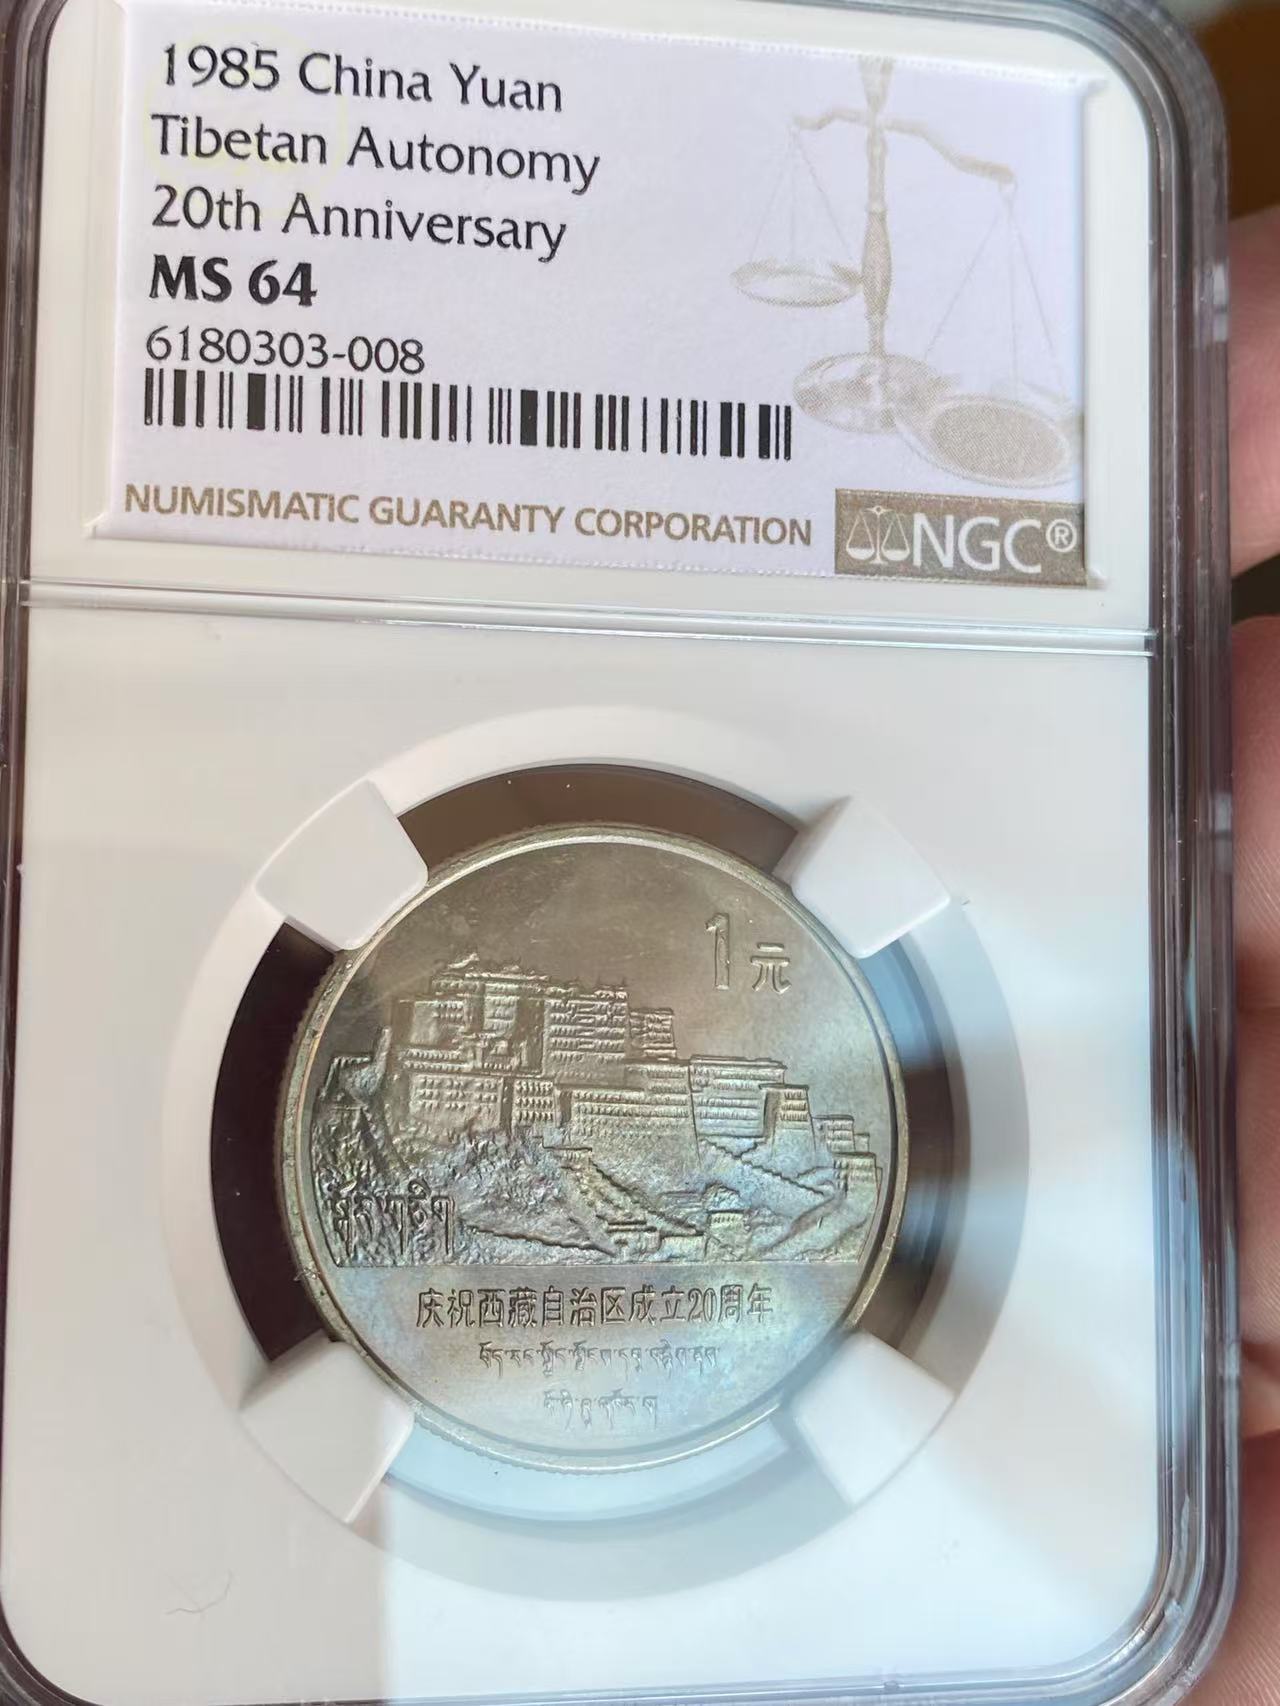 1985 China Yuan
Tibetan Autonomy
20th Anniversary
MS 64
6180303-008
NUMISMATIC GUARANTY CORPORATION
NGC®
1元
庆祝西藏自治区成立20周年